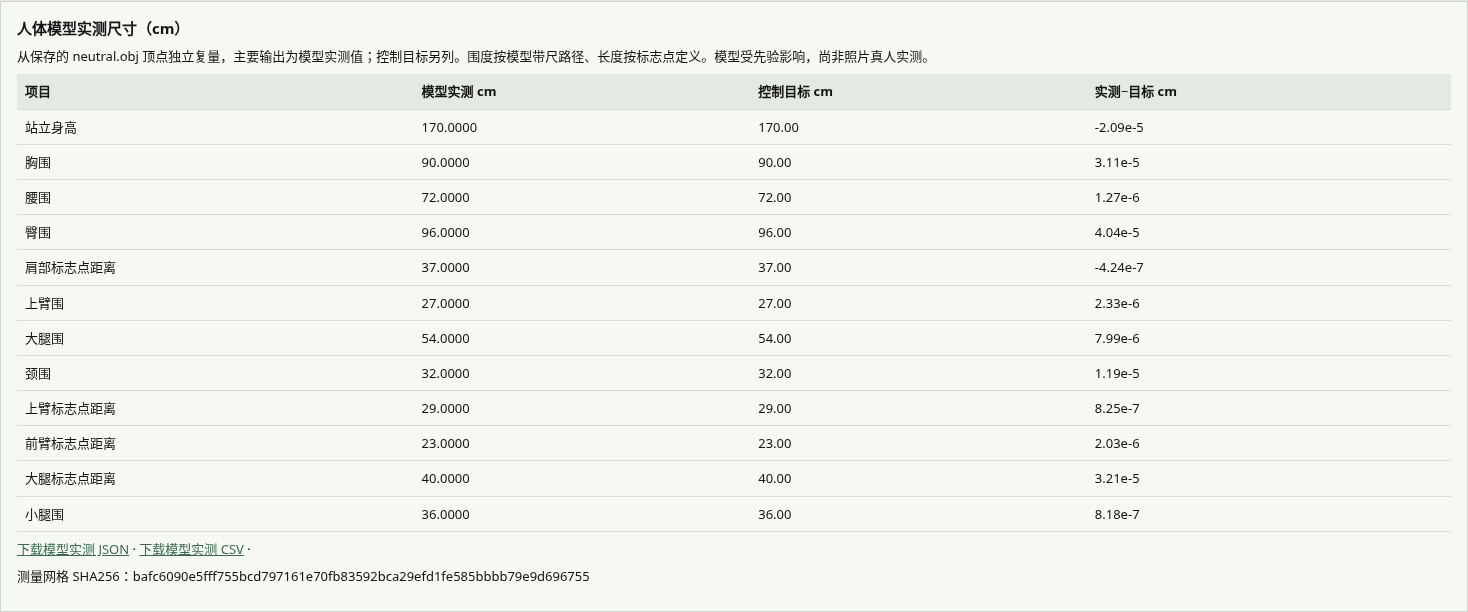 人体模型实测尺寸（cm）
从保存的 neutral.obj 顶点独立复量，主要输出为模型实测值；控制目标另列。围度按模型带尺路径、长度按标志点定义。模型受先验影响，尚非照片真人实测。
项目 模型实测 cm 控制目标 cm 实测−目标 cm
站立身高 170.0000 170.00 -2.09e-5
胸围 90.0000 90.00 3.11e-5
腰围 72.0000 72.00 1.27e-6
臀围 96.0000 96.00 4.04e-5
肩部标志点距离 37.0000 37.00 -4.24e-7
上臂围 27.0000 27.00 2.33e-6
大腿围 54.0000 54.00 7.99e-6
颈围 32.0000 32.00 1.19e-5
上臂标志点距离 29.0000 29.00 8.25e-7
前臂标志点距离 23.0000 23.00 2.03e-6
大腿标志点距离 40.0000 40.00 3.21e-5
小腿围 36.0000 36.00 8.18e-7
下载模型实测 JSON · 下载模型实测 CSV ·
测量网格 SHA256：bafc6090e5fff755bcd797161e70fb83592bca29efd1fe585bbbb79e9d696755